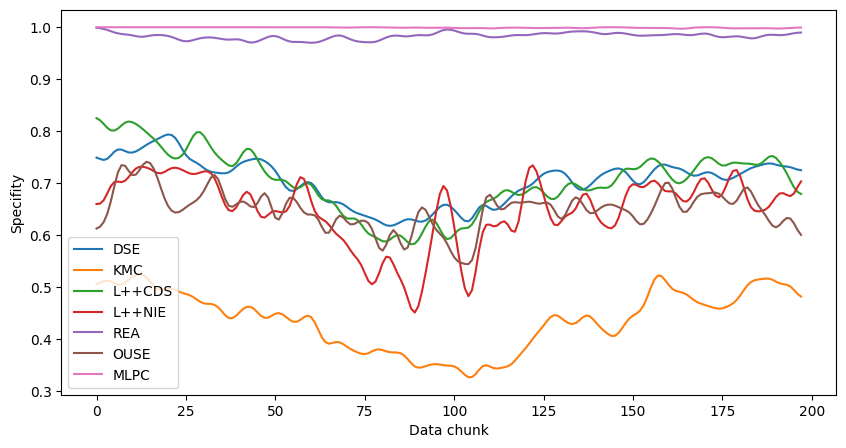 1.0
0.9
0.8
0.7
0.6
0.5
0.4
0.3
Specifity
DSE
KMC
L++CDS
L++NIE
REA
OUSE
MLPC
0 25 50 75 100 125 150 175 200
Data chunk